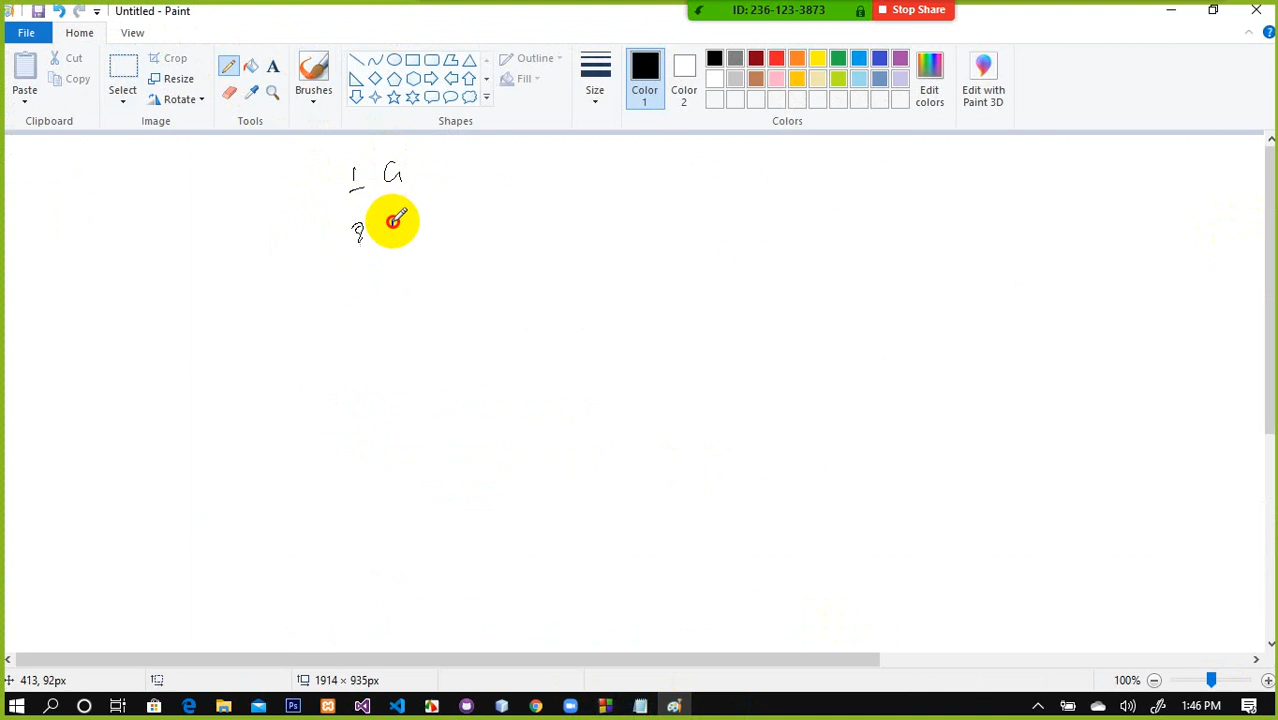 Untitled - Paint
ID: 236-123-3873
Stop Share
File
Home
View
Paste
Cut
Copy
Clipboard
Select
Crop
Resize
Rotate
Image
Tools
Brushes
Shapes
Outline
Fill
Size
Color 1
Color 2
Colors
Edit colors
Edit with Paint 3D
1 G
413, 92px
1914 × 935px
100%
1:46 PM